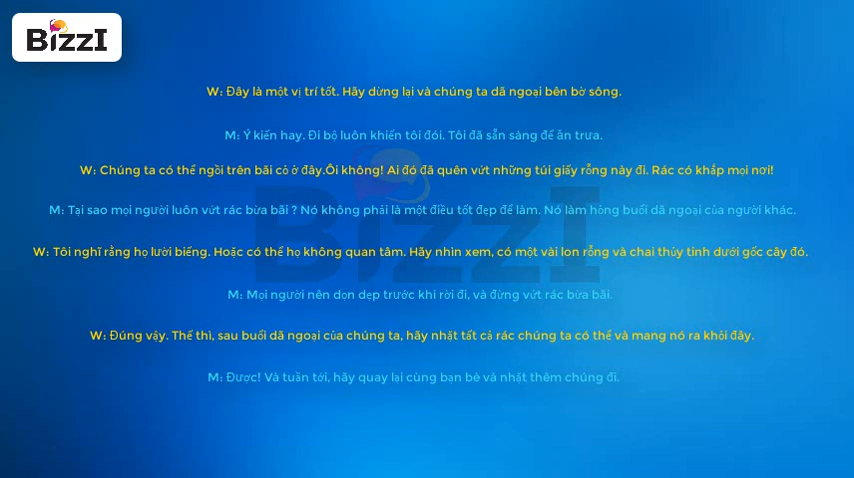 BIZZI
W: Đây là một vị trí tốt. Hãy dừng lại và chúng ta dã ngoại bên bờ sông.
M: Ý kiến hay. Đi bộ luôn khiến tôi đói. Tôi đã sẵn sàng để ăn trưa.
W: Chúng ta có thể ngồi trên bãi cỏ ở đây.Ôi không! Ai đó đã quên vứt những túi giấy rỗng này đi. Rác có khắp mọi nơi!
M: Tại sao mọi người luôn vứt rác bừa bãi ? Nó không phải là một điều tốt đẹp để làm. Nó làm hỏng buổi dã ngoại của người khác.
W: Tôi nghĩ rằng họ lười biếng. Hoặc có thể họ không quan tâm. Hãy nhìn xem, có một vài lon rỗng và chai thủy tinh dưới gốc cây đó.
BIZZI
M: Mọi người nên dọn dẹp trước khi rời đi, và đừng vứt rác bừa bãi.
W: Đúng vậy. Thế thì, sau buổi dã ngoại của chúng ta, hãy nhặt tất cả rác chúng ta có thể và mang nó ra khỏi đây.
M: Được! Và tuần tới, hãy quay lại cùng bạn bè và nhặt thêm chúng đi.